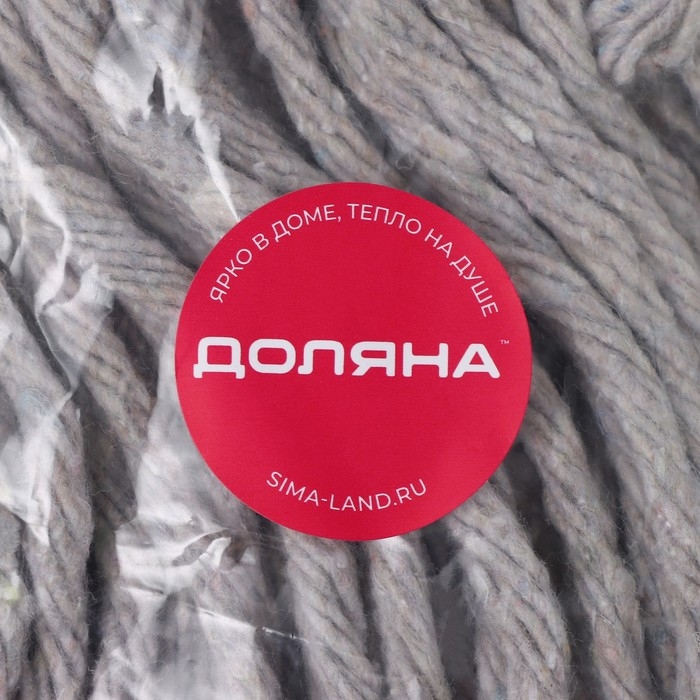 ЯРКО В ДОМЕ, ТЕПЛО НА ДУШЕ
ДОЛЯНА™
SIMA-LAND.RU